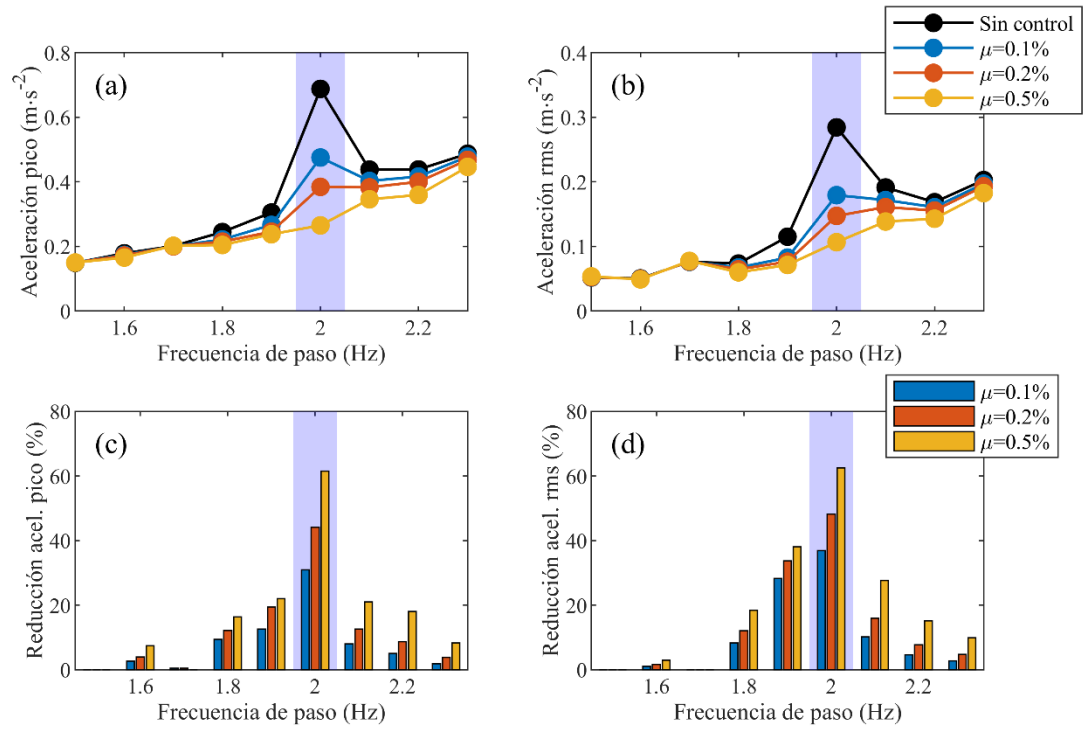 Sin control
μ=0.1%
μ=0.2%
μ=0.5%
(a)
Aceleración pico (m·s⁻²)
0.8
0.6
0.4
0.2
0
1.6 1.8 2 2.2
Frecuencia de paso (Hz)
(b)
Aceleración rms (m·s⁻²)
0.4
0.3
0.2
0.1
0
1.6 1.8 2 2.2
Frecuencia de paso (Hz)
μ=0.1%
μ=0.2%
μ=0.5%
(c)
Reducción acel. pico (%)
80
60
40
20
0
1.6 1.8 2 2.2
Frecuencia de paso (Hz)
(d)
Reducción acel. rms (%)
80
60
40
20
0
1.6 1.8 2 2.2
Frecuencia de paso (Hz)